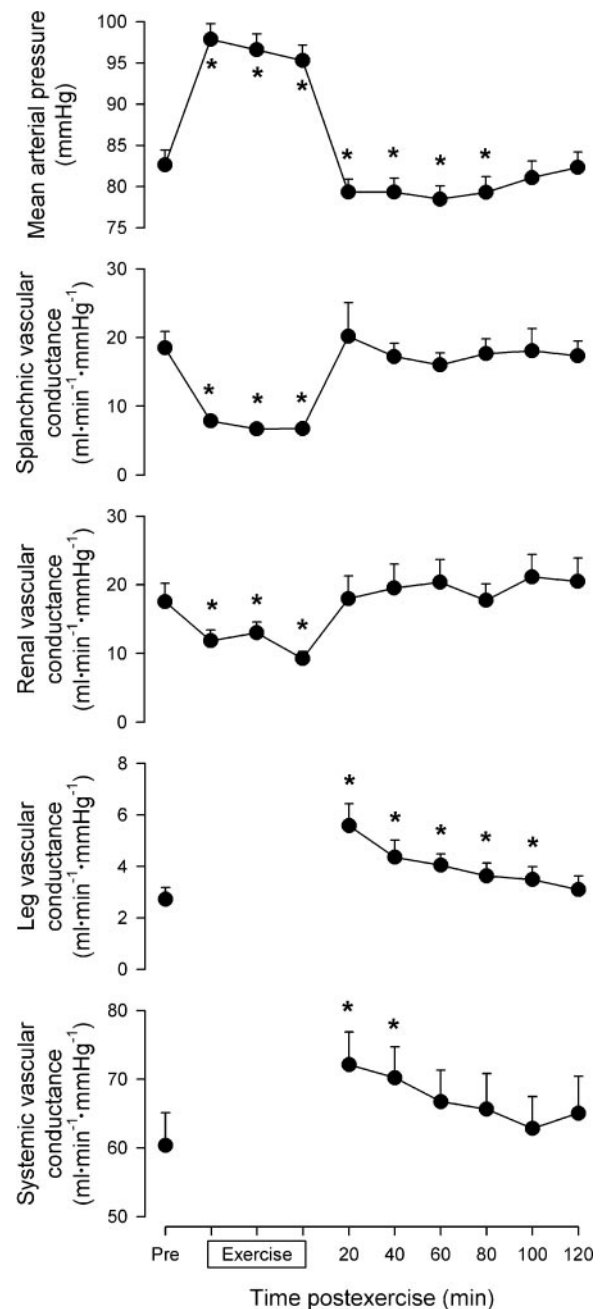 Mean arterial pressure
(mmHg)
100
95
90
85
80
75
* * *
* * * *
Splanchnic vascular
conductance
(ml·min⁻¹·mmHg⁻¹)
30
20
10
0
* * *
Renal vascular
conductance
(ml·min⁻¹·mmHg⁻¹)
30
20
10
0
* * *
Leg vascular
conductance
(ml·min⁻¹·mmHg⁻¹)
8
6
4
2
0
* * * * *
Systemic vascular
conductance
(ml·min⁻¹·mmHg⁻¹)
80
70
60
50
* *
Pre Exercise 20 40 60 80 100 120
Time postexercise (min)